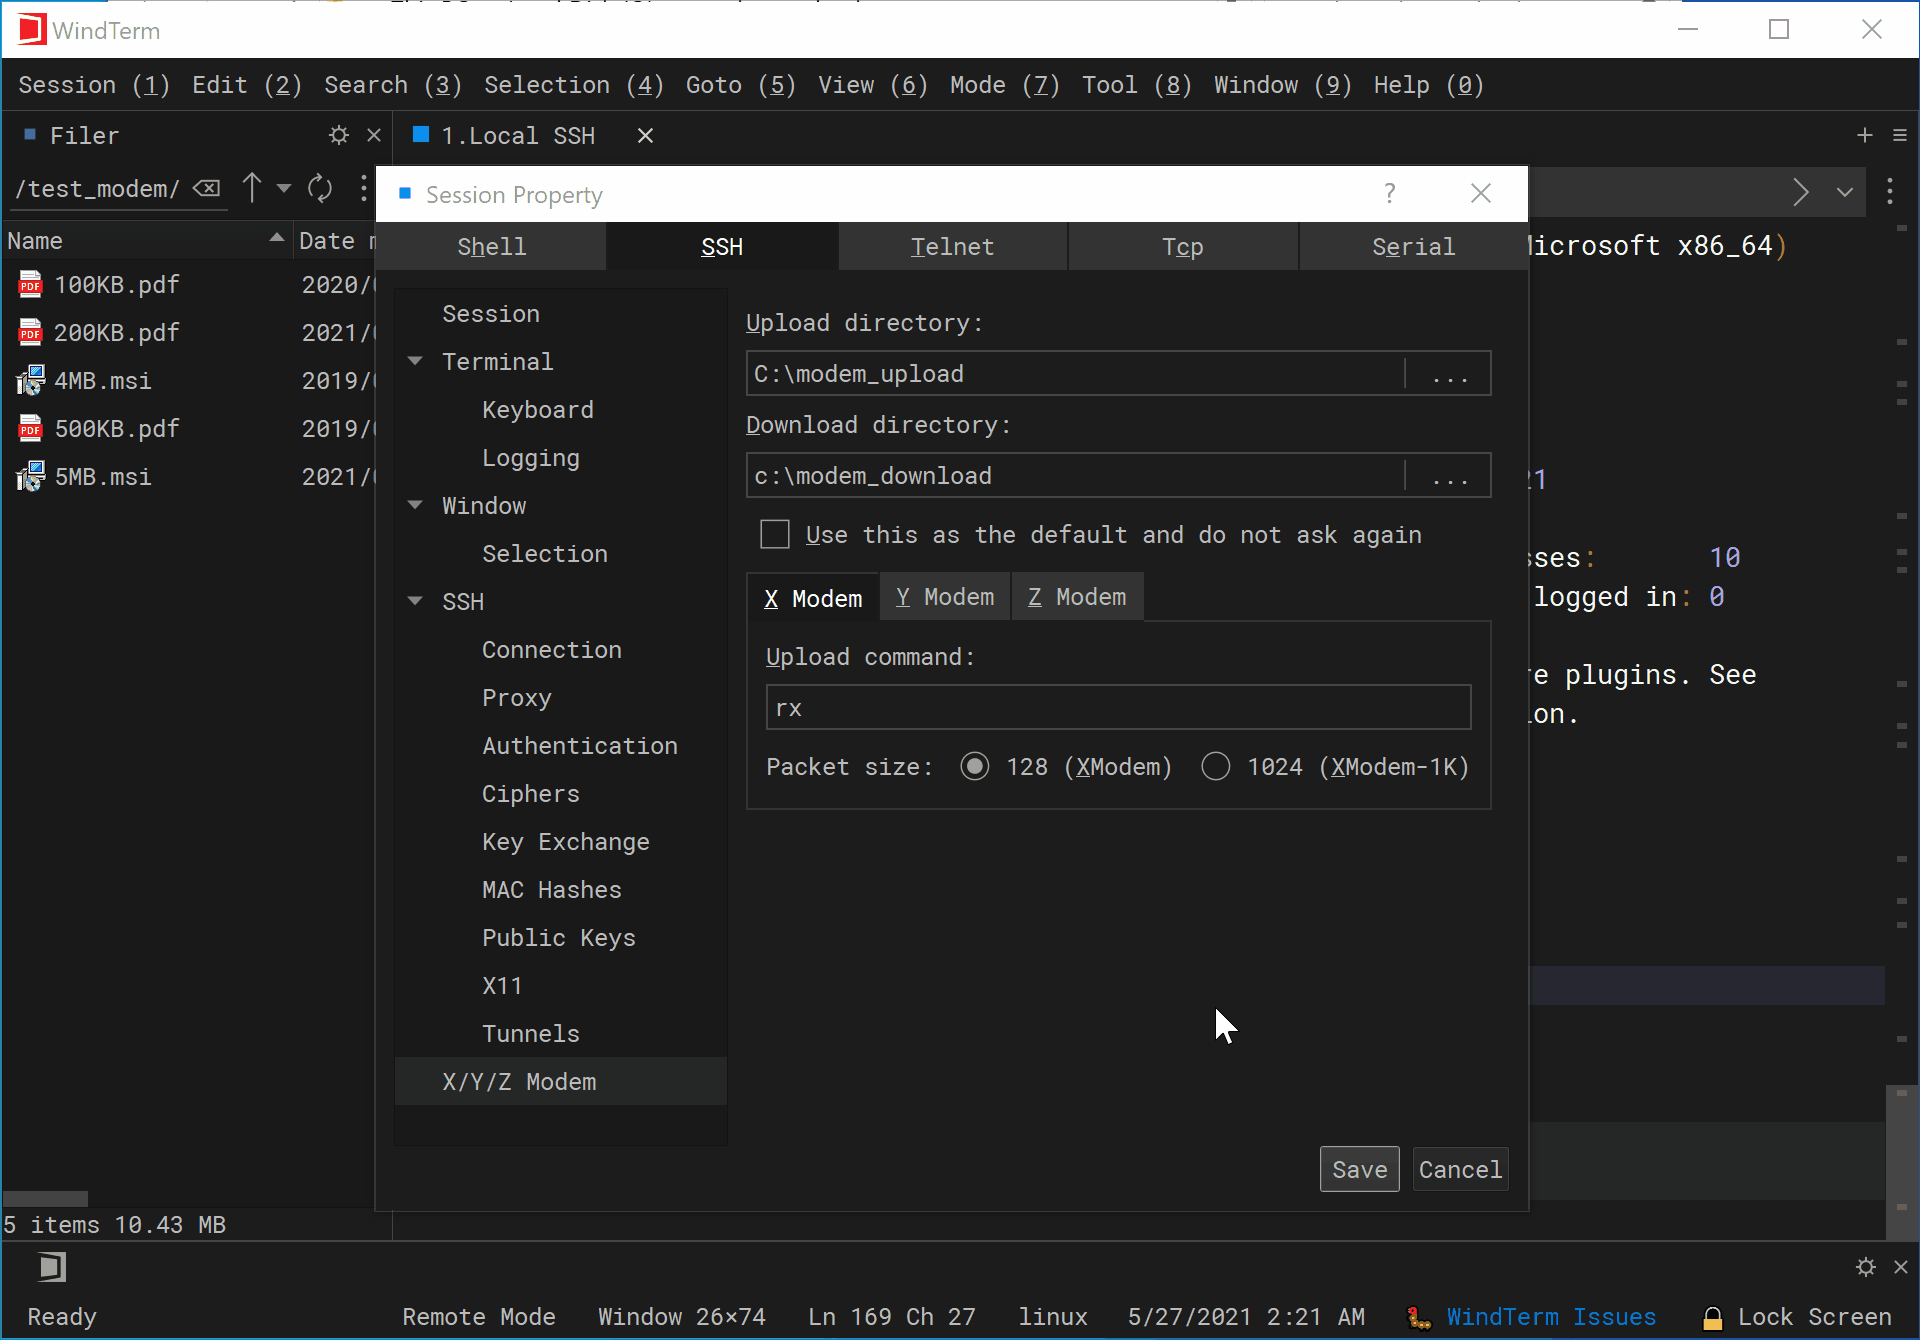 WindTerm
Session (1) Edit (2) Search (3) Selection (4) Goto (5) View (6) Mode (7) Tool (8) Window (9) Help (0)
Filer
1.Local SSH
/test_modem/
Name
Date
100KB.pdf 2020/
200KB.pdf 2021/
4MB.msi 2019/
500KB.pdf 2019/
5MB.msi 2021/
5 items 10.43 MB
Session Property
?
Shell SSH Telnet Tcp Serial
Session
Terminal
Keyboard
Logging
Window
Selection
SSH
Connection
Proxy
Authentication
Ciphers
Key Exchange
MAC Hashes
Public Keys
X11
Tunnels
X/Y/Z Modem
Upload directory:
C:\modem_upload ...
Download directory:
c:\modem_download ...
Use this as the default and do not ask again
X Modem Y Modem Z Modem
Upload command:
rx
Packet size: 128 (XModem) 1024 (XModem-1K)
Save Cancel
icrosoft x86_64)
1
ses: 10
logged in: 0
e plugins. See
on.
Ready Remote Mode Window 26×74 Ln 169 Ch 27 linux 5/27/2021 2:21 AM WindTerm Issues Lock Screen